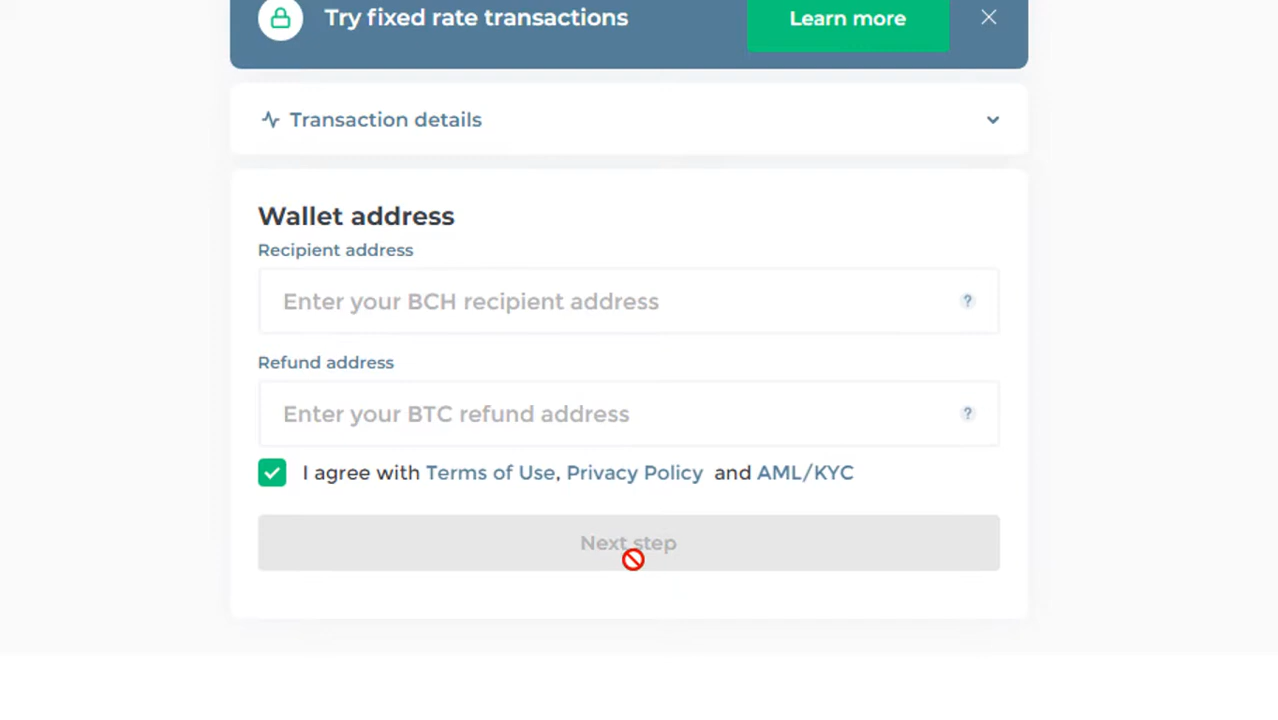 Try fixed rate transactions
Learn more
Transaction details
Wallet address
Recipient address
Enter your BCH recipient address
?
Refund address
Enter your BTC refund address
?
I agree with Terms of Use, Privacy Policy and AML/KYC
Next step